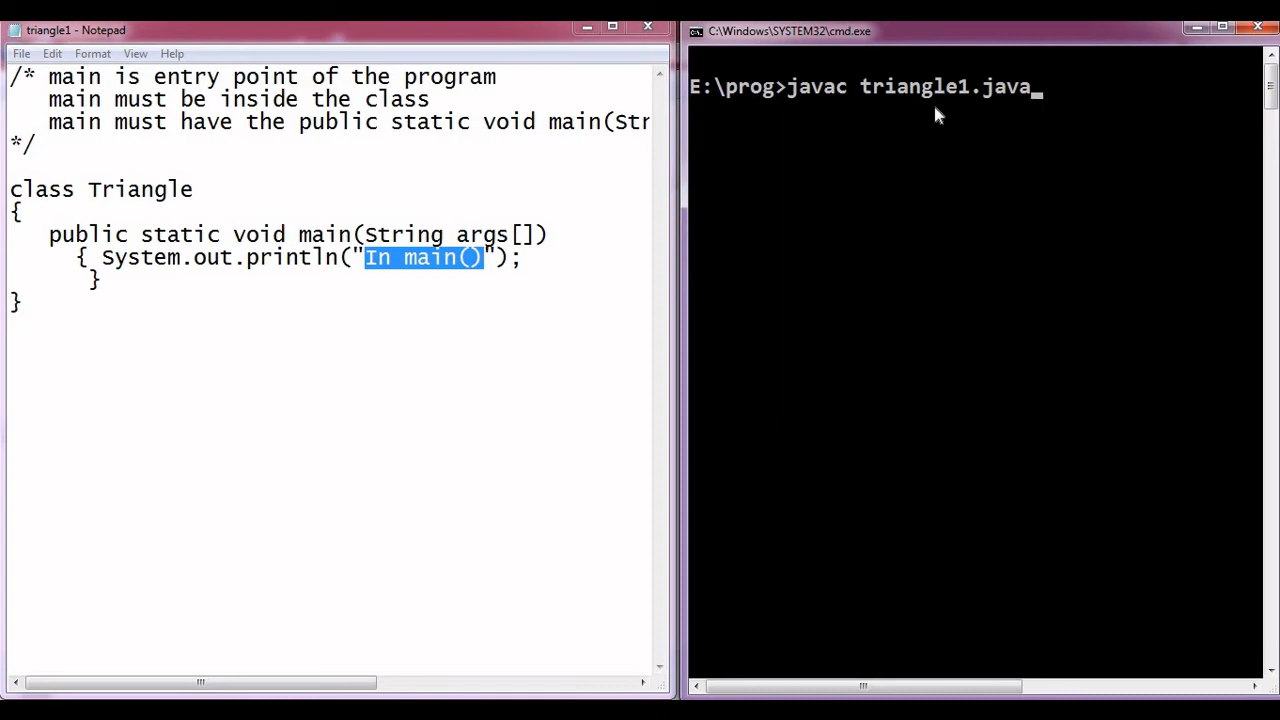 triangle1 - Notepad
File Edit Format View Help
/* main is entry point of the program
main must be inside the class
main must have the public static void main(Str
*/
class Triangle
{
public static void main(String args[])
{ System.out.println("In main()");
}
}
C:\Windows\SYSTEM32\cmd.exe
E:\prog>javac triangle1.java_